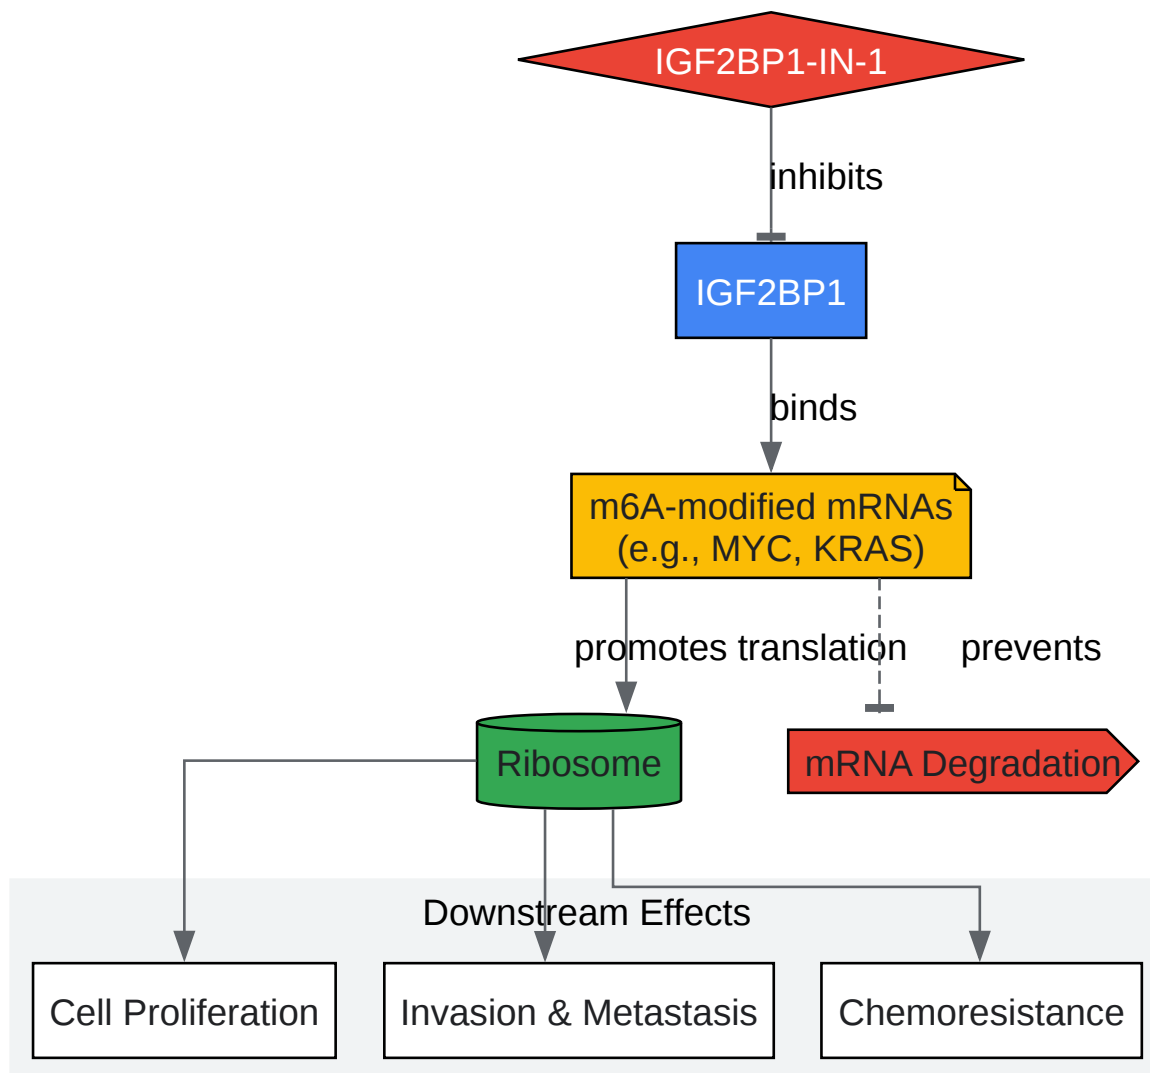 IGF2BP1-IN-1
inhibits
IGF2BP1
binds
m6A-modified mRNAs
(e.g., MYC, KRAS)
promotes translation
prevents
Ribosome
mRNA Degradation
Downstream Effects
Cell Proliferation
Invasion & Metastasis
Chemoresistance